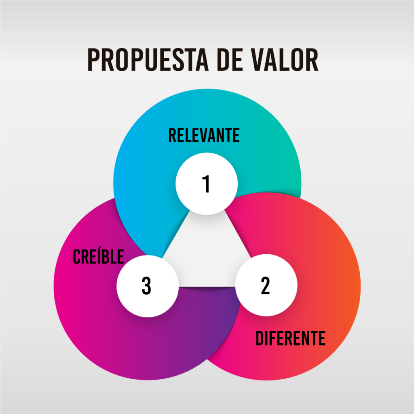 PROPUESTA DE VALOR
RELEVANTE
1
CREÍBLE
3
2
DIFERENTE